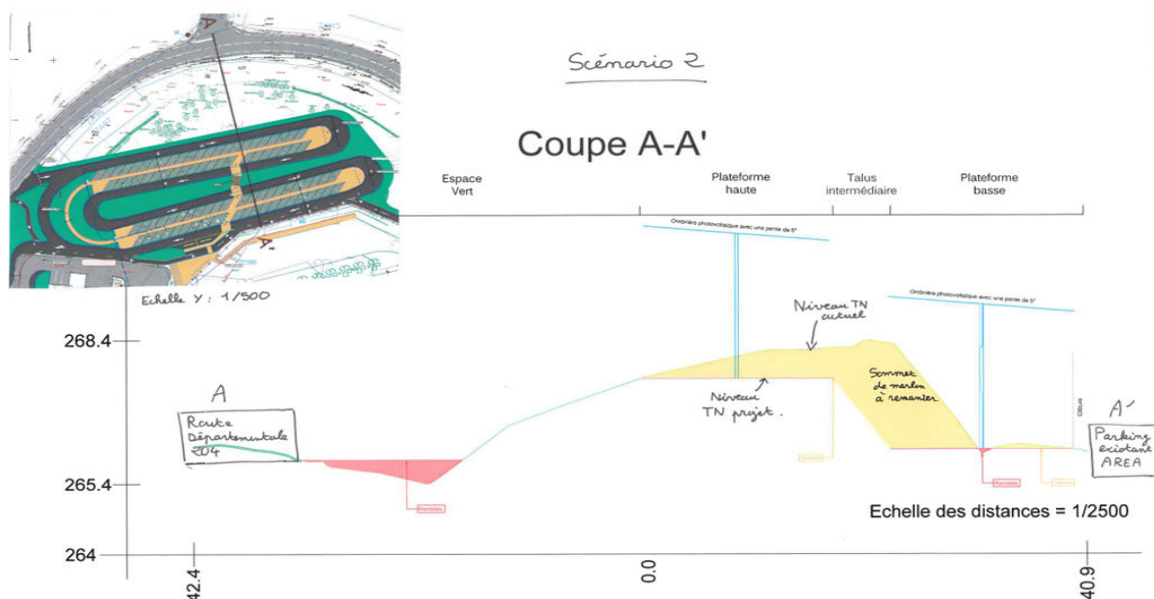 Scénario 2
Coupe A-A'
Espace
Vert
Plateforme
haute
Talus
intermédiaire
Plateforme
basse
Ombrière photovoltaïque avec une pente de 5°
Ombrière photovoltaïque avec une pente de 5°
A
A
Echelle Y : 1/500
Niveau TN
actuel
268.4
Sommet
de merlon
à remanier
Niveau
TN projet.
Clôture
A
Route
Départementale
204
A'
Parking
existant
AREA
265.4
Remblais
Remblais
Echelle des distances = 1/2500
264
42.4
0.0
40.9